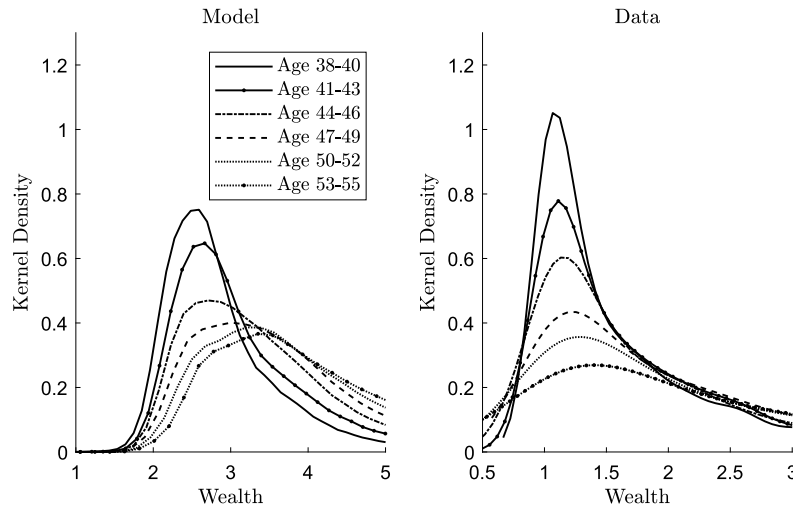 Model
Kernel Density
1.2
1
0.8
0.6
0.4
0.2
0
1
2
3
4
5
Wealth
Age 38-40
Age 41-43
Age 44-46
Age 47-49
Age 50-52
Age 53-55
Data
Kernel Density
1.2
1
0.8
0.6
0.4
0.2
0
0.5
1
1.5
2
2.5
3
Wealth